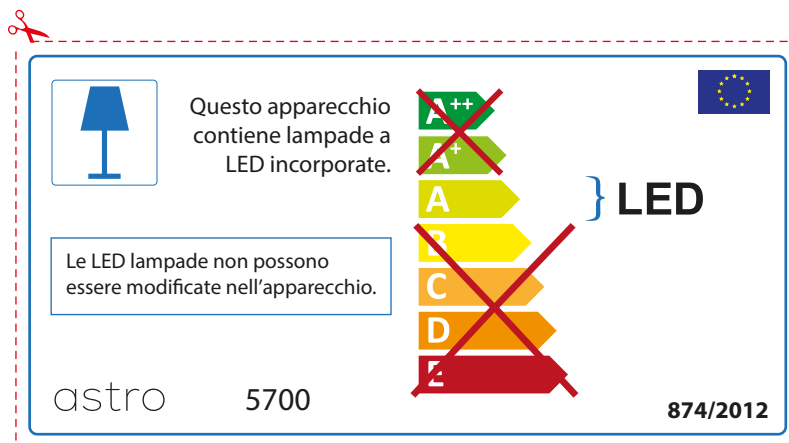 Questo apparecchio
contiene lampade a
LED incorporate.
A++
A+
A
B
C
D
E
LED
Le LED lampade non possono
essere modificate nell'apparecchio.
astro
5700
874/2012